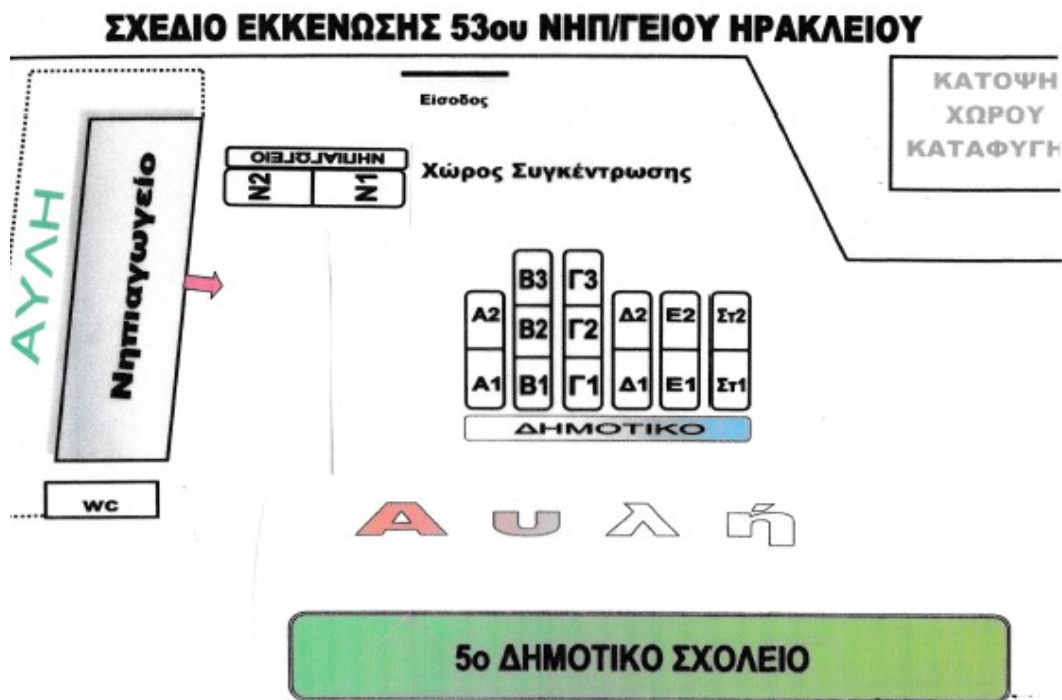 ΣΧΕΔΙΟ ΕΚΚΕΝΩΣΗΣ 53ου ΝΗΠ/ΓΕΙΟΥ ΗΡΑΚΛΕΙΟΥ
Είσοδος
ΚΑΤΟΨΗ
ΧΩΡΟΥ
ΚΑΤΑΦΥΓΗ
ΝΗΠΙΑΓΩΓΕΙΟ
Ν2 Ν1
Χώρος Συγκέντρωσης
ΑΥΛΗ
Νηπιαγωγείο
Β3 Γ3
Α2 Β2 Γ2 Δ2 Ε2 Στ2
Α1 Β1 Γ1 Δ1 Ε1 Στ1
ΔΗΜΟΤΙΚΟ
WC
Αυλή
5ο ΔΗΜΟΤΙΚΟ ΣΧΟΛΕΙΟ